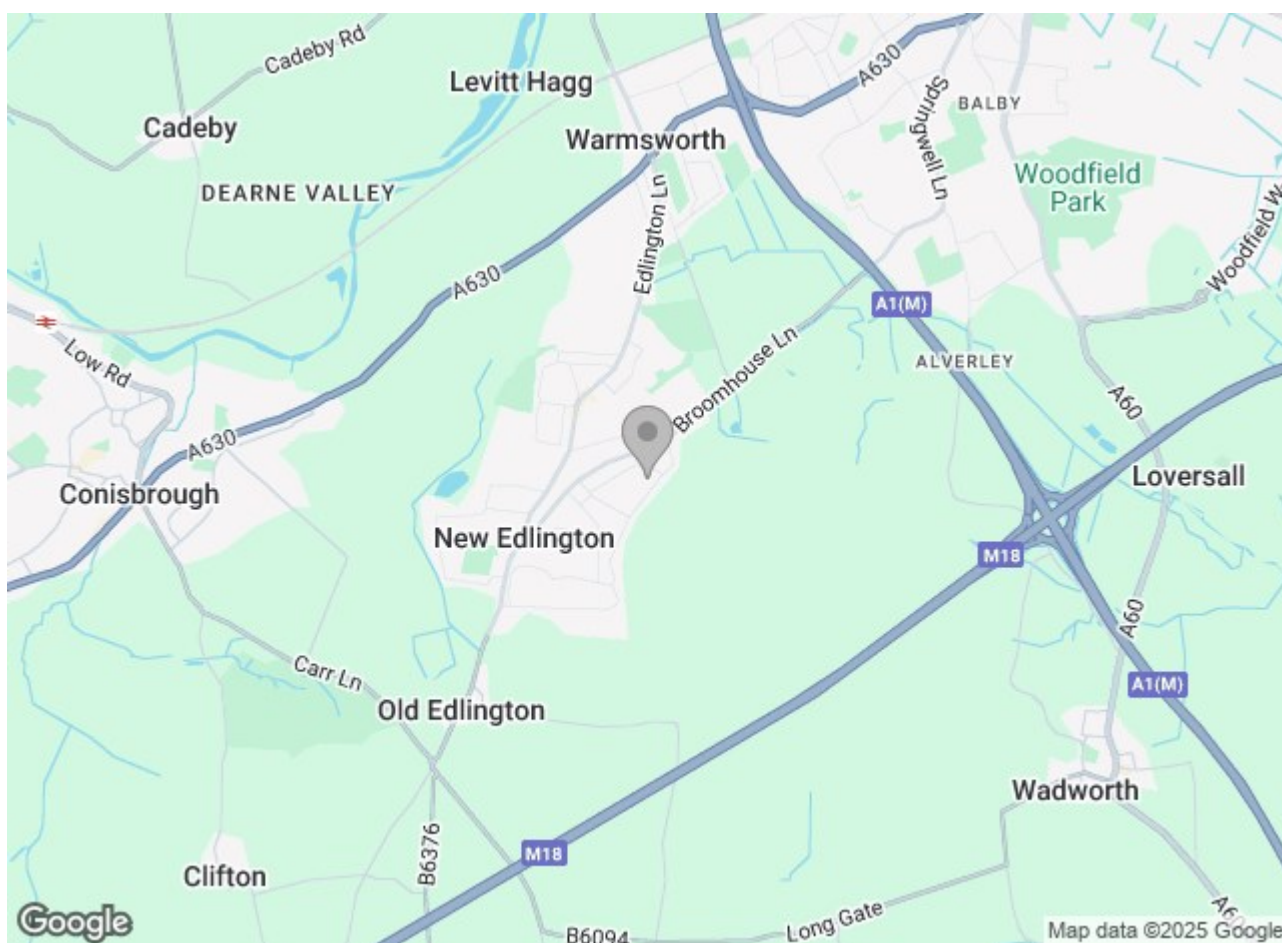 Cadeby Rd
A630
Levitt Hagg
BALBY
Springwell Ln
Cadeby
Warmsworth
DEARNE VALLEY
Woodfield
Park
Edlington Ln
Woodfield W
A630
A1(M)
Low Rd
Broomhouse Ln
ALVERLEY
A60
A630
Conisbrough
Loversall
New Edlington
M18
A60
Carr Ln
A1(M)
Old Edlington
Wadworth
B6376
M18
Clifton
Long Gate
A60
B6094
Google
Map data ©2025 Google